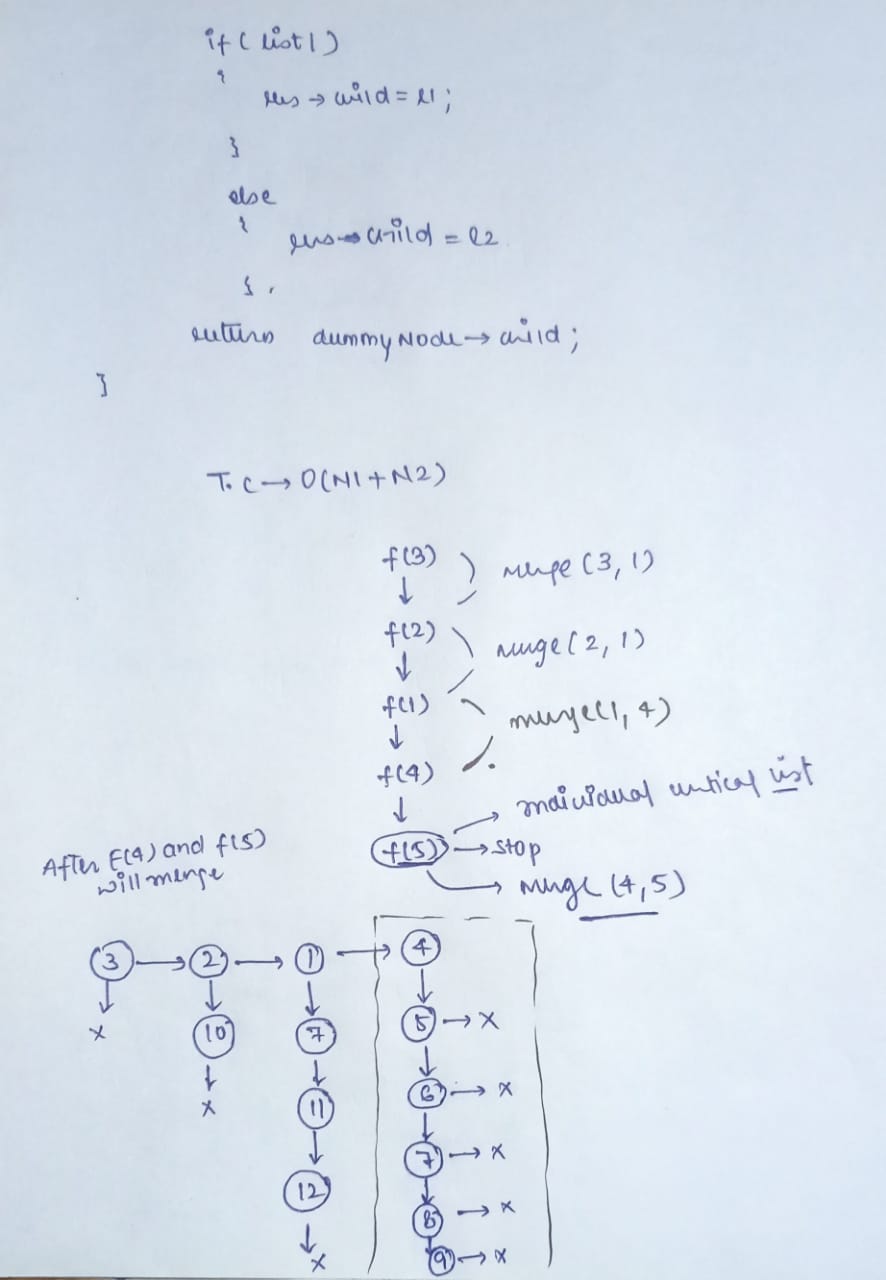 if ( list1 )
{
res → child = l1 ;
}
else
{
res → child = l2
} .
return dummyNode → child ;
}
T.C → O(N1 + N2)
f(3)
merge (3, 1)
↓
f(2)
merge (2, 1)
↓
f(1)
merge(1, 4)
↓
f(4)
↓
→ individual vertical list
f(5) → stop
→ merge (4,5)
After F(4) and f(5)
will merge
3 → 2 → 1 → 4
↓ ↓ ↓ ↓
x 10 7 5 → x
↓ ↓ ↓
x 11 6 → x
↓ ↓
12 7 → x
↓ ↓
x 8 → x
↓
9 → x